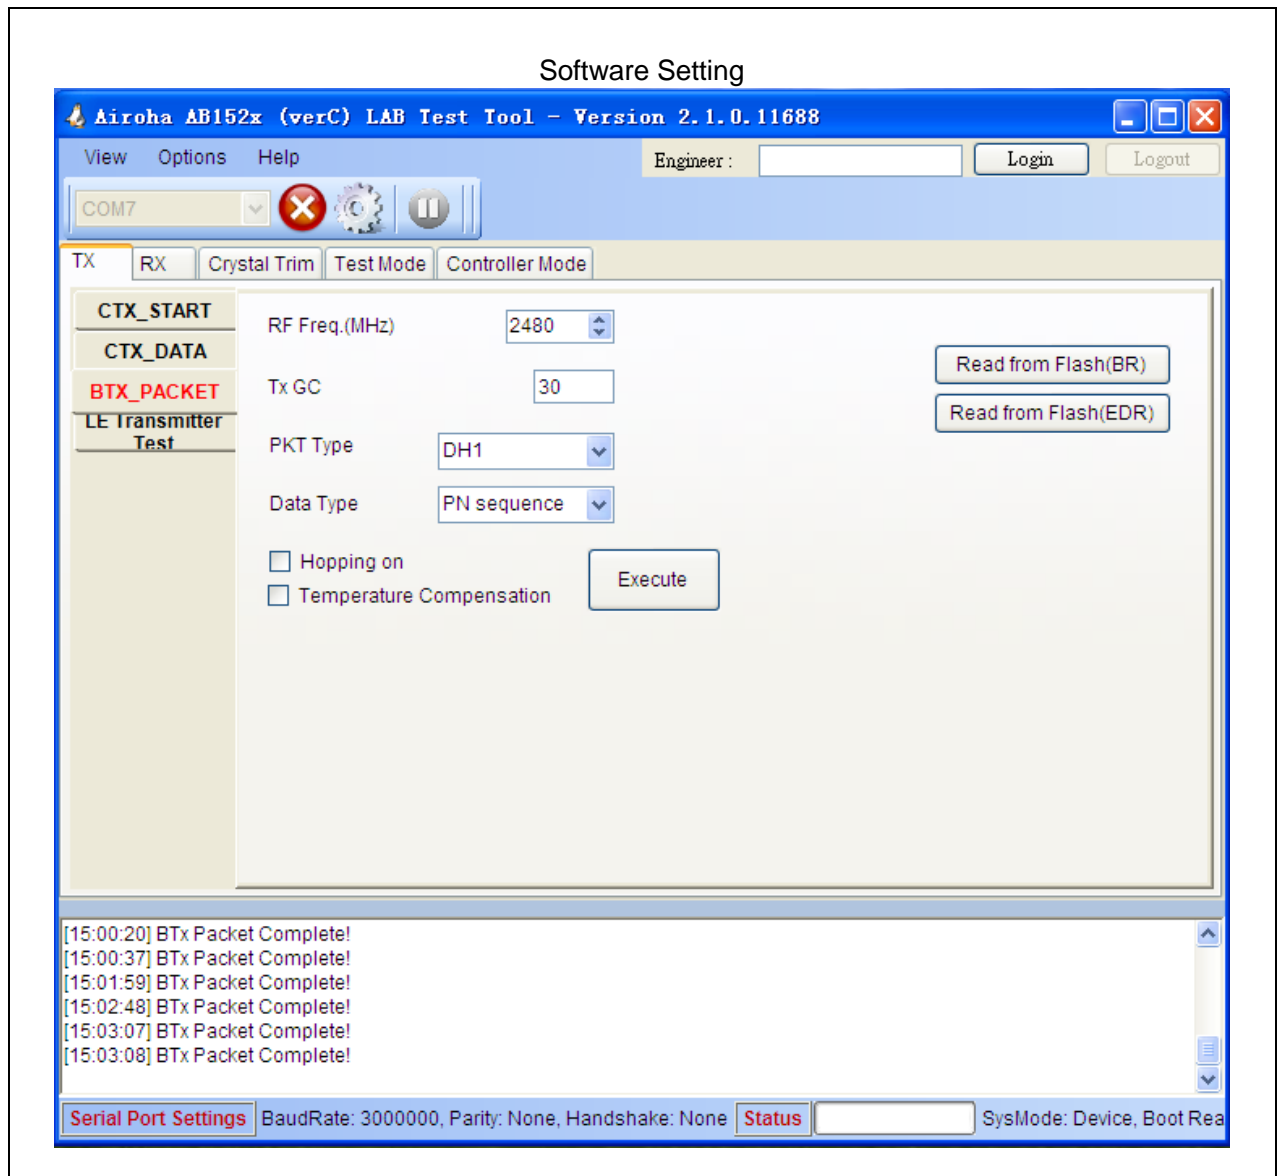 Software Setting
Airoha AB152x (verC) LAB Test Tool - Version 2.1.0.11688
View Options Help
Engineer : Login Logout
COM7
TX RX Crystal Trim Test Mode Controller Mode
CTX_START
CTX_DATA
BTX_PACKET
LE Transmitter
Test
RF Freq.(MHz) 2480
Tx GC 30
PKT Type DH1
Data Type PN sequence
Hopping on
Temperature Compensation
Execute
Read from Flash(BR)
Read from Flash(EDR)
[15:00:20] BTx Packet Complete!
[15:00:37] BTx Packet Complete!
[15:01:59] BTx Packet Complete!
[15:02:48] BTx Packet Complete!
[15:03:07] BTx Packet Complete!
[15:03:08] BTx Packet Complete!
Serial Port Settings BaudRate: 3000000, Parity: None, Handshake: None Status SysMode: Device, Boot Rea